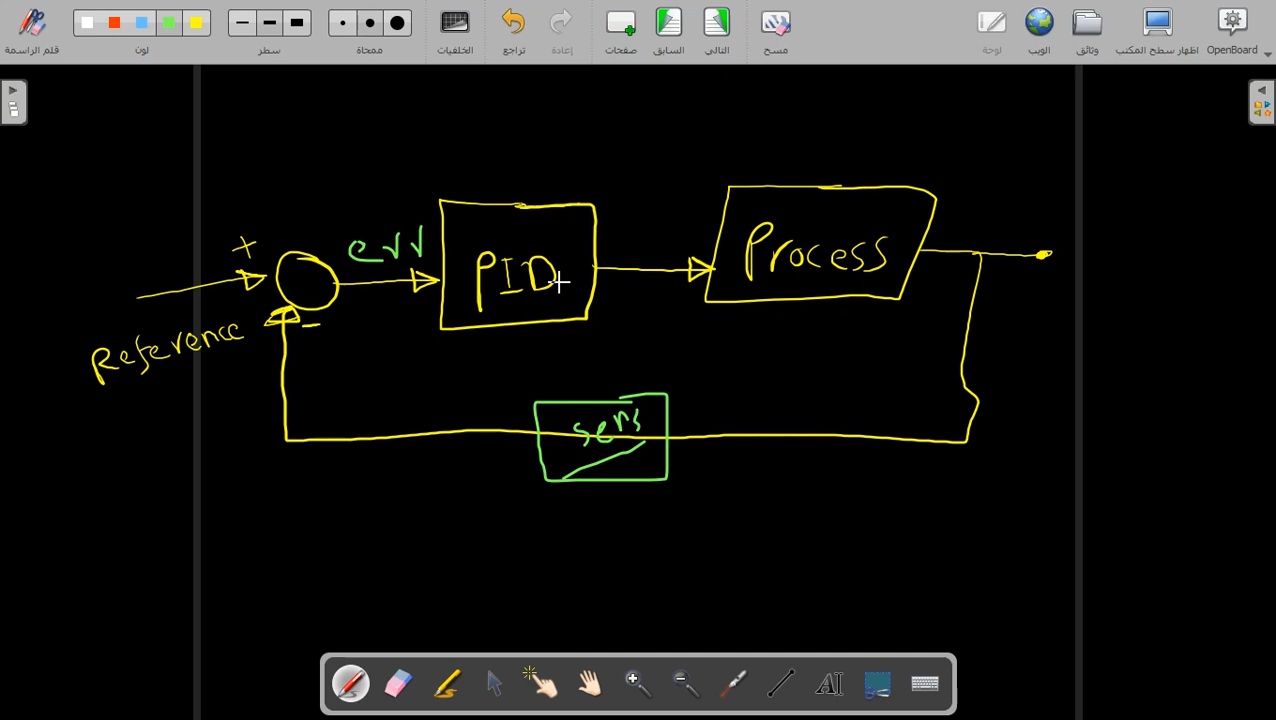 قلم الراسمة
لون
سطر
ممحاة
الخلفيات
تراجع
إعادة
صفحات
السابق
التالي
مسح
لوحة
الويب
وثائق
اظهار سطح المكتب
OpenBoard
+
err
PID
Process
Reference
-
sens
AI